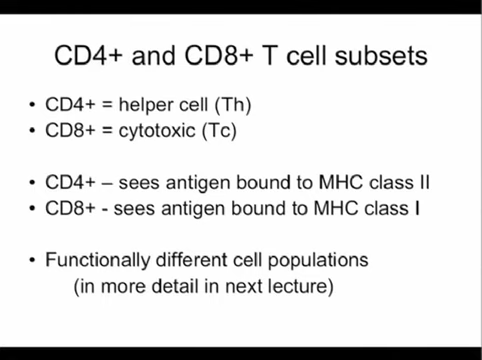 CD4+ and CD8+ T cell subsets
• CD4+ = helper cell (Th)
• CD8+ = cytotoxic (Tc)
• CD4+ – sees antigen bound to MHC class II
• CD8+ - sees antigen bound to MHC class I
• Functionally different cell populations
(in more detail in next lecture)